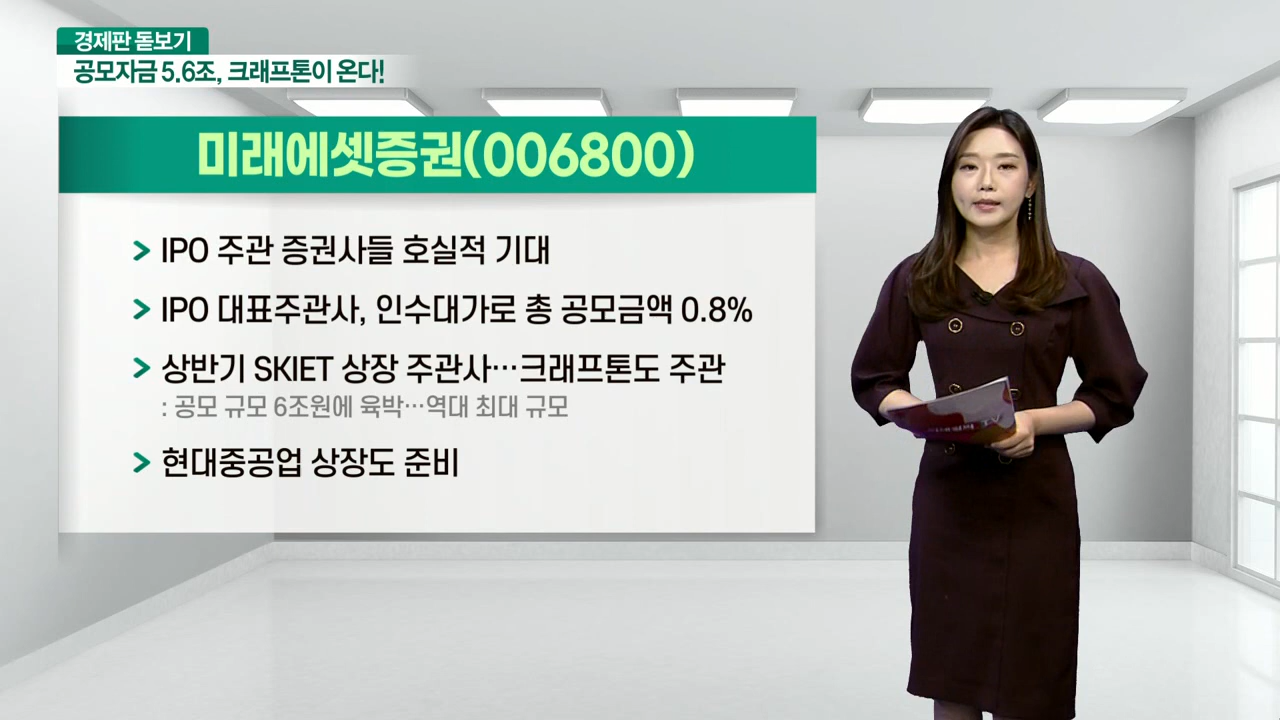 경제판 돋보기
공모자금 5.6조, 크래프톤이 온다!
미래에셋증권(006800)
> IPO 주관 증권사들 호실적 기대
> IPO 대표주관사, 인수대가로 총 공모금액 0.8%
> 상반기 SKIET 상장 주관사…크래프톤도 주관
: 공모 규모 6조원에 육박…역대 최대 규모
> 현대중공업 상장도 준비